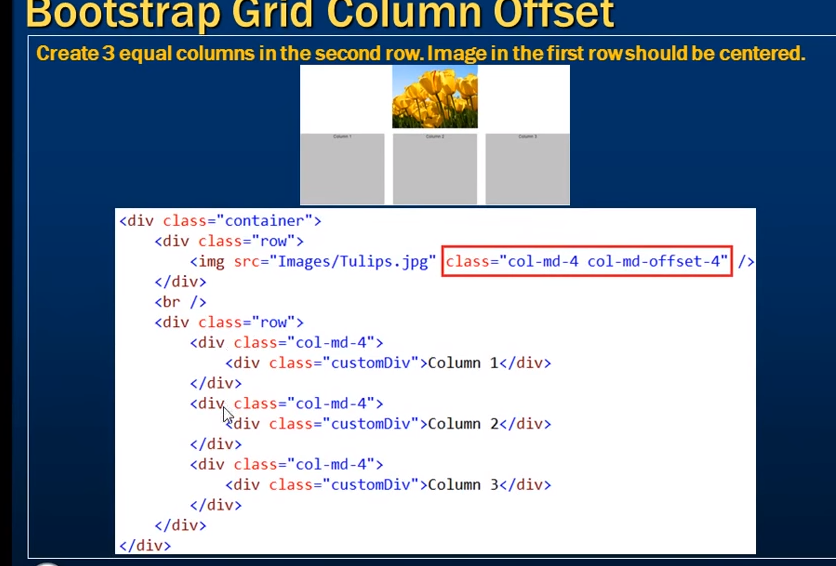 Bootstrap Grid Column Offset
Create 3 equal columns in the second row. Image in the first row should be centered.
Column 1 Column 2 Column 3
<div class="container">
    <div class="row">
        <img src="Images/Tulips.jpg" class="col-md-4 col-md-offset-4" />
    </div>
    <br />
    <div class="row">
        <div class="col-md-4">
            <div class="customDiv">Column 1</div>
        </div>
        <div class="col-md-4">
            <div class="customDiv">Column 2</div>
        </div>
        <div class="col-md-4">
            <div class="customDiv">Column 3</div>
        </div>
    </div>
</div>